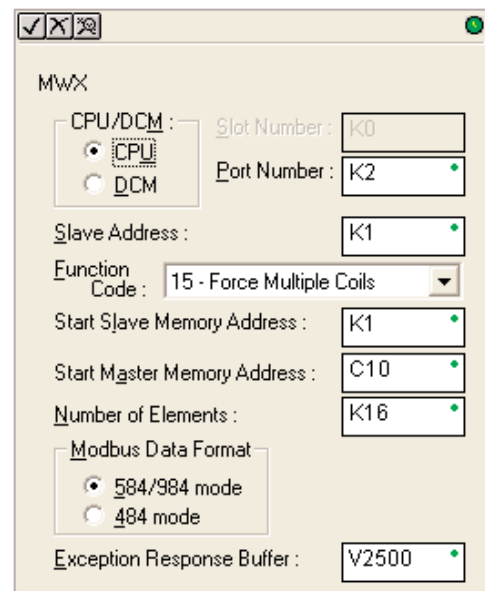 MWX
CPU/DCM :
CPU
DCM
Slot Number : K0
Port Number : K2
Slave Address : K1
Function Code : 15 - Force Multiple Coils
Start Slave Memory Address : K1
Start Master Memory Address : C10
Number of Elements : K16
Modbus Data Format
584/984 mode
484 mode
Exception Response Buffer : V2500